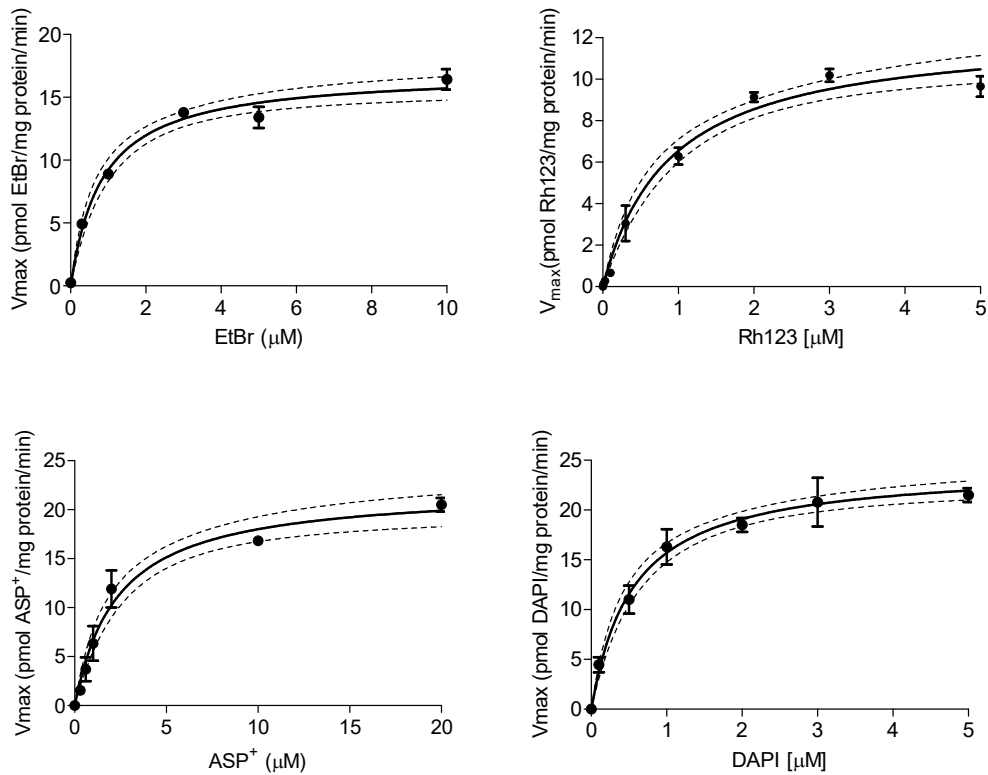 Vmax (pmol EtBr/mg protein/min)
20
15
10
5
0
0 2 4 6 8 10
EtBr (μM)
Vmax(pmol Rh123/mg protein/min)
12
10
8
6
4
2
0
0 1 2 3 4 5
Rh123 [μM]
Vmax (pmol ASP+/mg protein/min)
25
20
15
10
5
0
0 5 10 15 20
ASP+ (μM)
Vmax (pmol DAPI/mg protein/min)
25
20
15
10
5
0
0 1 2 3 4 5
DAPI [μM]